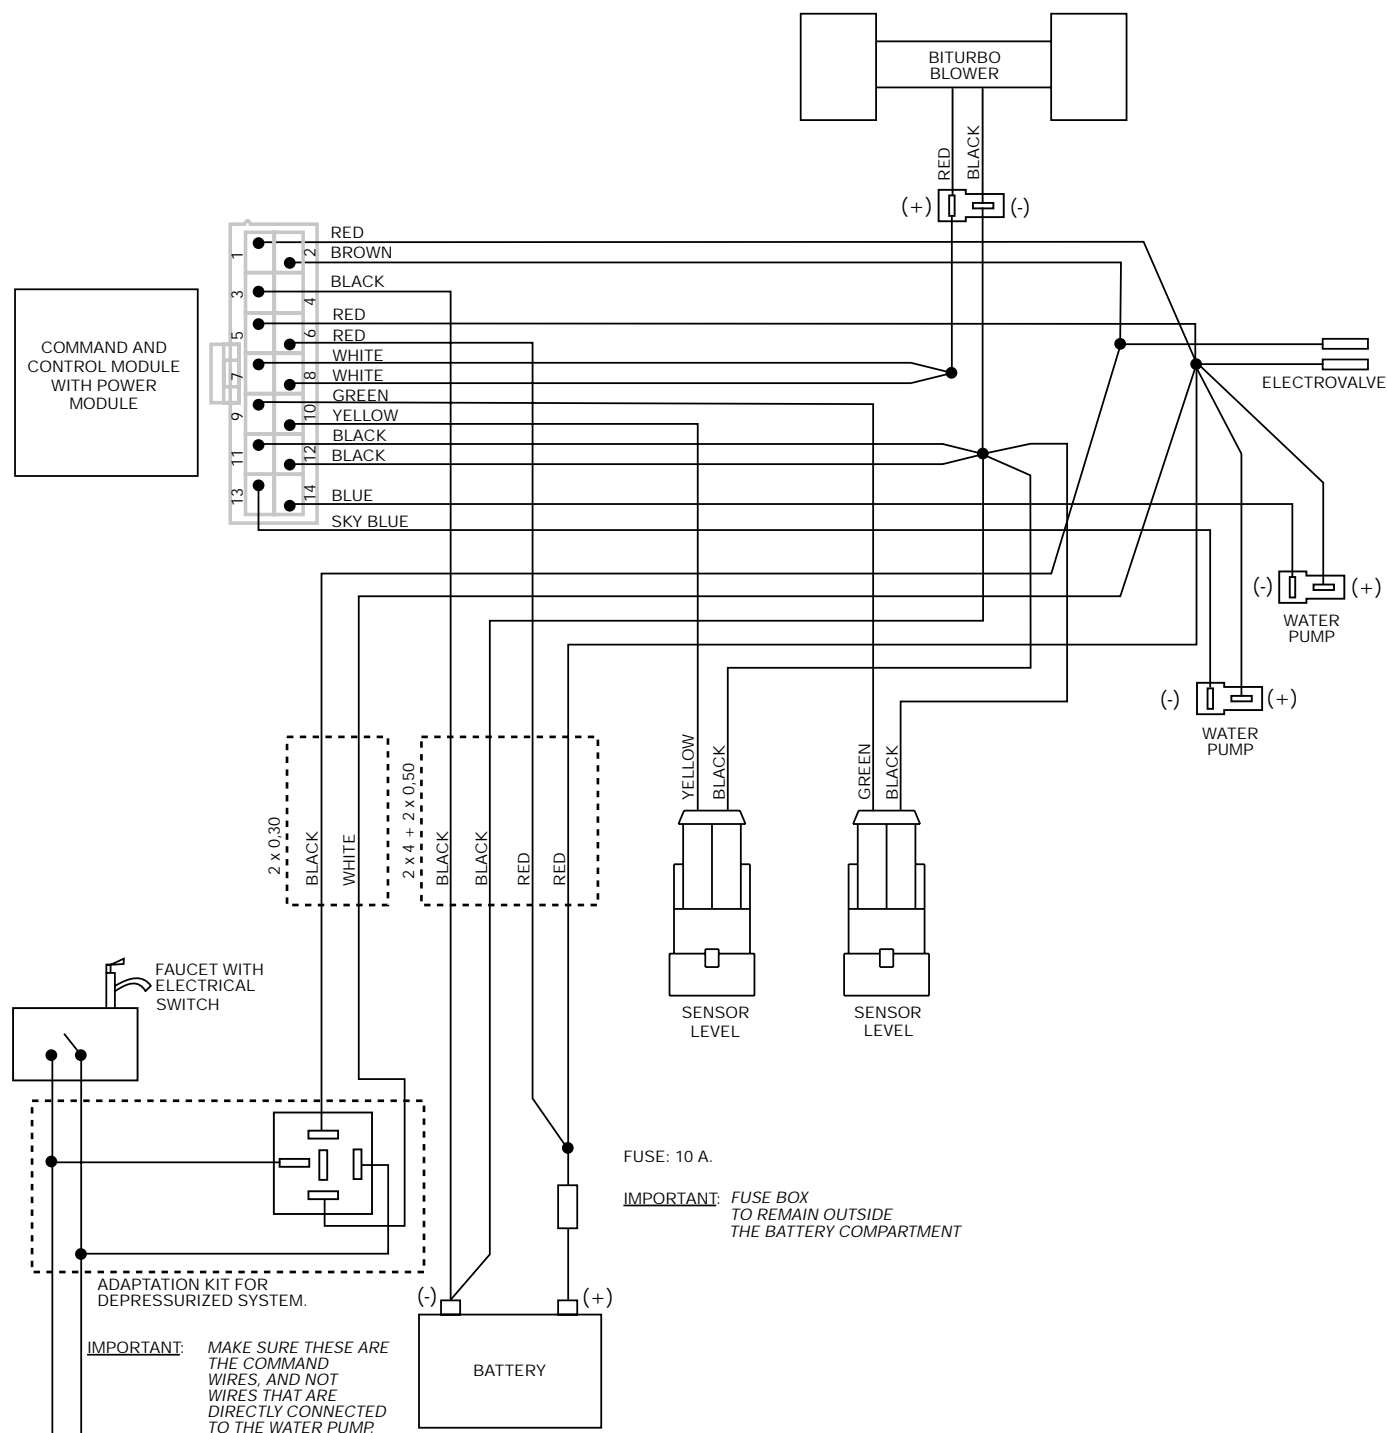 BITURBO
BLOWER
RED
BLACK
(+)
(-)
RED
BROWN
BLACK
RED
RED
WHITE
WHITE
GREEN
YELLOW
BLACK
BLACK
BLUE
SKY BLUE
1
2
3
4
5
6
7
8
9
10
11
12
13
14
COMMAND AND
CONTROL MODULE
WITH POWER
MODULE
ELECTROVALVE
(-)
(+)
WATER
PUMP
(-)
(+)
WATER
PUMP
2 x 0,30
BLACK
WHITE
2 x 4 + 2 x 0,50
BLACK
BLACK
RED
RED
YELLOW
BLACK
GREEN
BLACK
SENSOR
LEVEL
SENSOR
LEVEL
FAUCET WITH
ELECTRICAL
SWITCH
FUSE: 10 A.
IMPORTANT: FUSE BOX
TO REMAIN OUTSIDE
THE BATTERY COMPARTMENT
ADAPTATION KIT FOR
DEPRESSURIZED SYSTEM.
(-)
(+)
BATTERY
IMPORTANT: MAKE SURE THESE ARE
THE COMMAND
WIRES, AND NOT
WIRES THAT ARE
DIRECTLY CONNECTED
TO THE WATER PUMP.